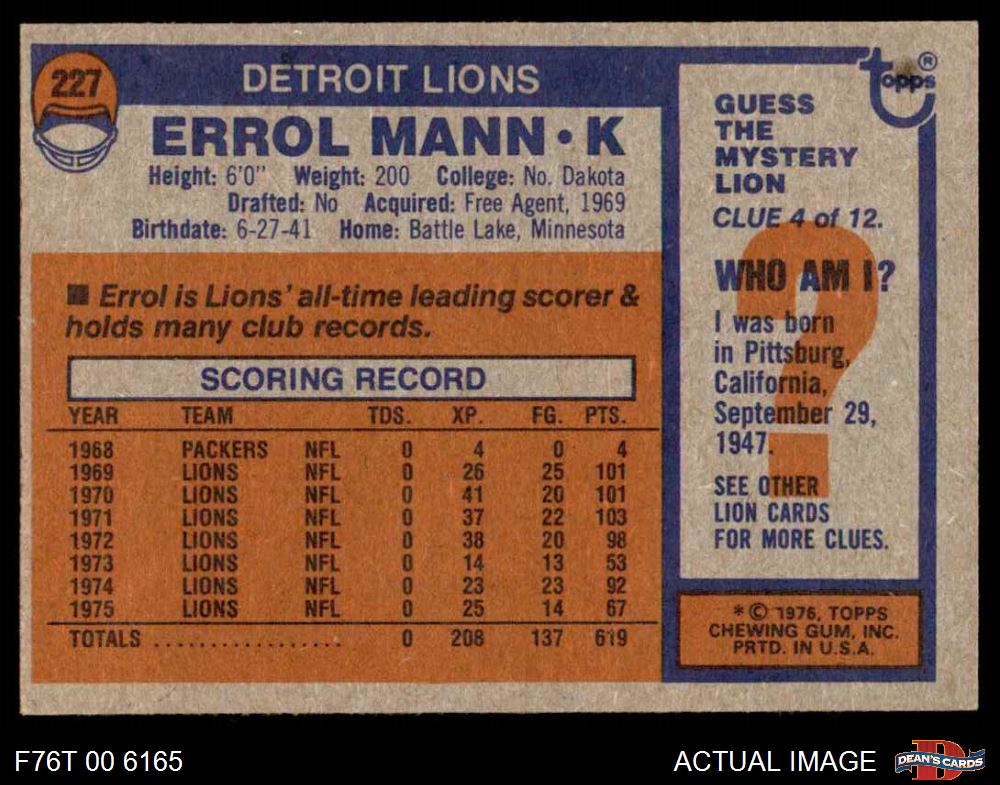 227
DETROIT LIONS
ERROL MANN • K
Height: 6'0" Weight: 200 College: No. Dakota
Drafted: No Acquired: Free Agent, 1969
Birthdate: 6-27-41 Home: Battle Lake, Minnesota
■ Errol is Lions' all-time leading scorer &
holds many club records.
SCORING RECORD
YEAR TEAM TDS. XP. FG. PTS.
1968 PACKERS NFL 0 4 0 4
1969 LIONS NFL 0 26 25 101
1970 LIONS NFL 0 41 20 101
1971 LIONS NFL 0 37 22 103
1972 LIONS NFL 0 38 20 98
1973 LIONS NFL 0 14 13 53
1974 LIONS NFL 0 23 23 92
1975 LIONS NFL 0 25 14 67
TOTALS .................. 0 208 137 619
topps ®
GUESS
THE
MYSTERY
LION
CLUE 4 of 12.
?
WHO AM I?
I was born
in Pittsburg,
California,
September 29,
1947.
SEE OTHER
LION CARDS
FOR MORE CLUES.
* © 1976, TOPPS
CHEWING GUM, INC.
PRTD. IN U.S.A.
F76T 00 6165
ACTUAL IMAGE
D
DEAN'S CARDS